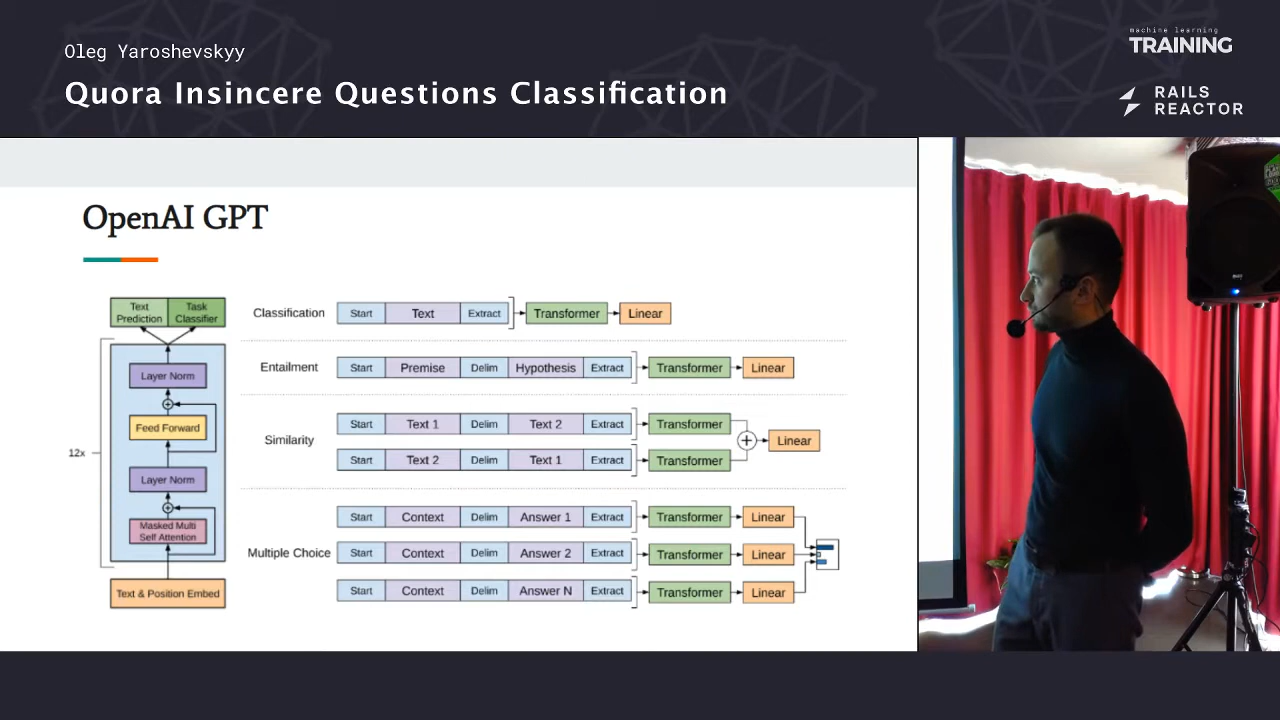 Oleg Yaroshevskyy
Quora Insincere Questions Classification
machine learning
TRAINING
RAILS
REACTOR
OpenAI GPT
Text
Prediction
Task
Classifier
Layer Norm
Feed Forward
12x
Layer Norm
Masked Multi
Self Attention
Text & Position Embed
Classification Start Text Extract Transformer Linear
Entailment Start Premise Delim Hypothesis Extract Transformer Linear
Similarity
Start Text 1 Delim Text 2 Extract Transformer
Start Text 2 Delim Text 1 Extract Transformer
Linear
Multiple Choice
Start Context Delim Answer 1 Extract Transformer Linear
Start Context Delim Answer 2 Extract Transformer Linear
Start Context Delim Answer N Extract Transformer Linear